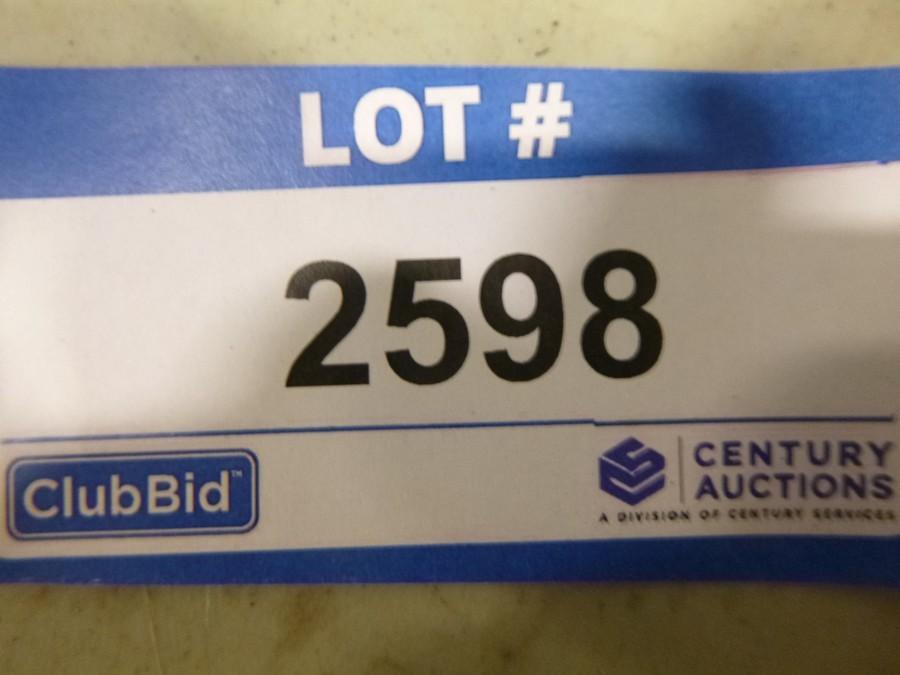 LOT #
2598
ClubBid™
CENTURY
AUCTIONS
A DIVISION OF CENTURY SERVICES